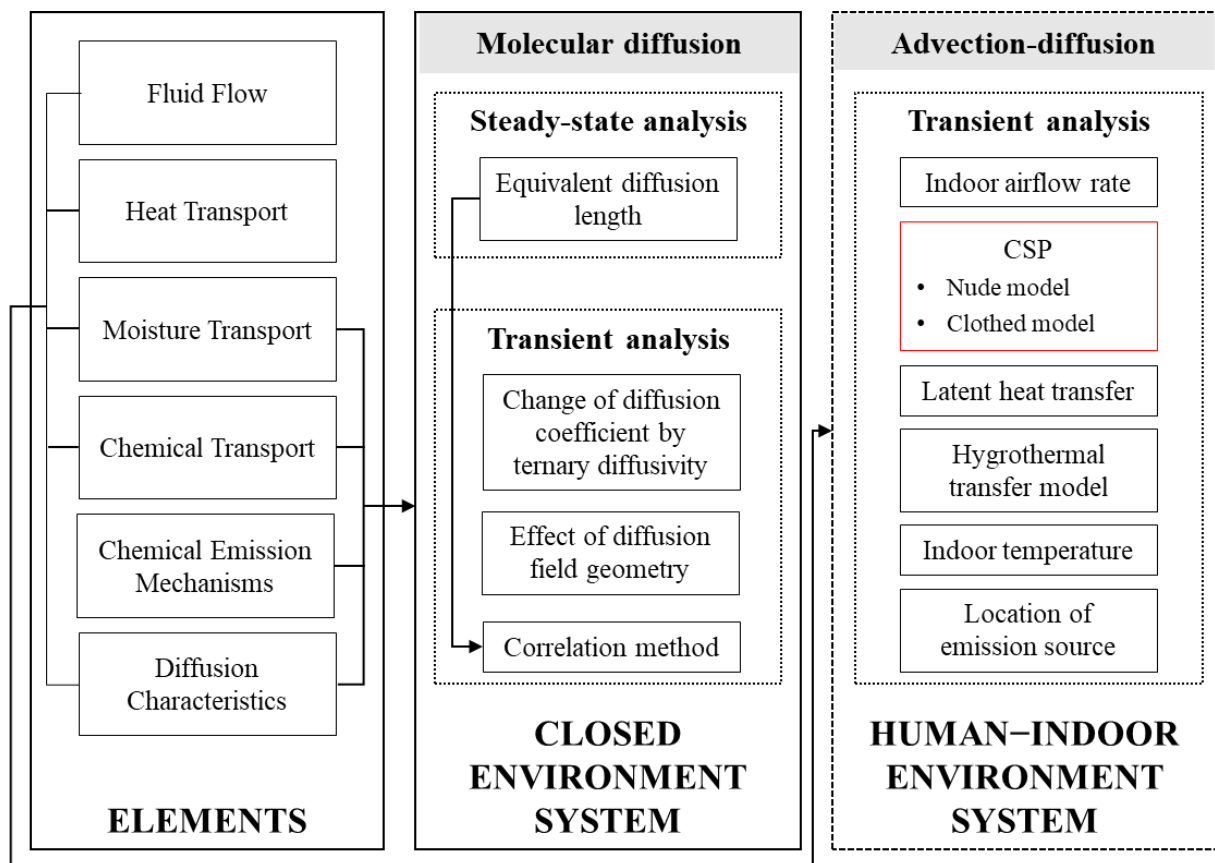 Fluid Flow
Heat Transport
Moisture Transport
Chemical Transport
Chemical Emission
Mechanisms
Diffusion
Characteristics
ELEMENTS
Molecular diffusion
Steady-state analysis
Equivalent diffusion
length
Transient analysis
Change of diffusion
coefficient by
ternary diffusivity
Effect of diffusion
field geometry
Correlation method
CLOSED
ENVIRONMENT
SYSTEM
Advection-diffusion
Transient analysis
Indoor airflow rate
CSP
• Nude model
• Clothed model
Latent heat transfer
Hygrothermal
transfer model
Indoor temperature
Location of
emission source
HUMAN−INDOOR
ENVIRONMENT
SYSTEM